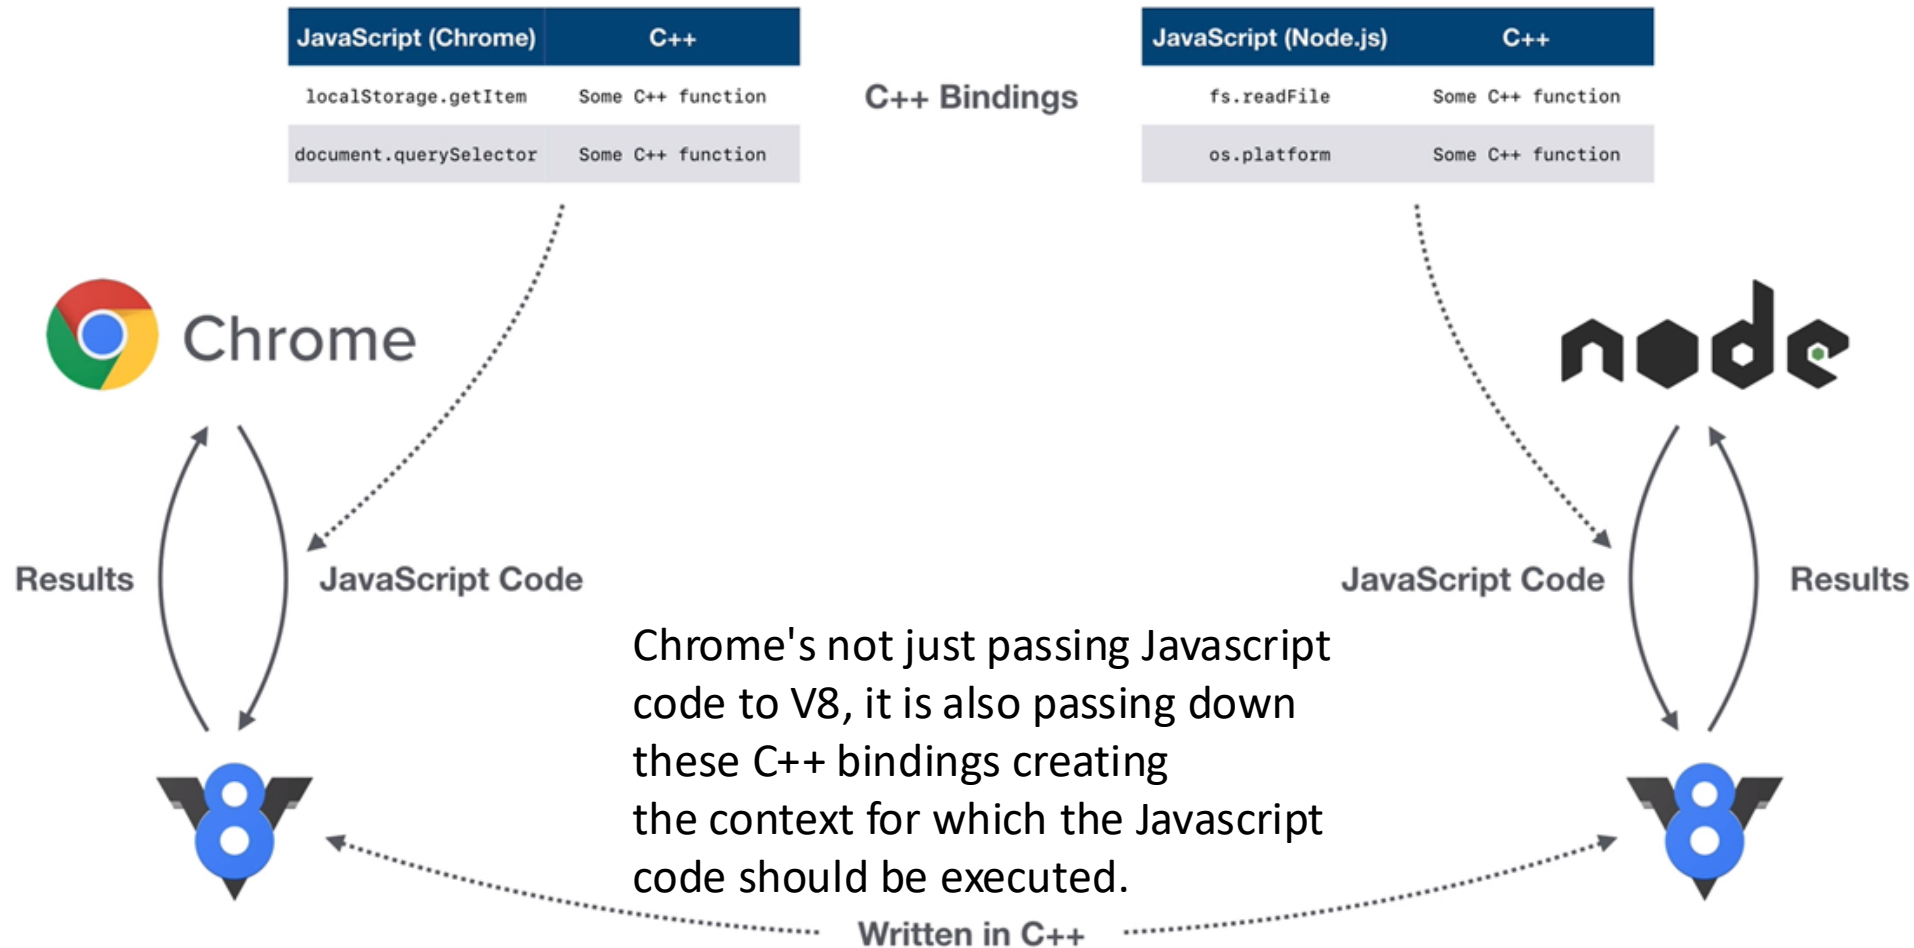 JavaScript (Chrome) C++
localStorage.getItem Some C++ function
document.querySelector Some C++ function
C++ Bindings
JavaScript (Node.js) C++
fs.readFile Some C++ function
os.platform Some C++ function
Chrome
node
Results
JavaScript Code
JavaScript Code
Results
Chrome's not just passing Javascript
code to V8, it is also passing down
these C++ bindings creating
the context for which the Javascript
code should be executed.
V8
V8
Written in C++